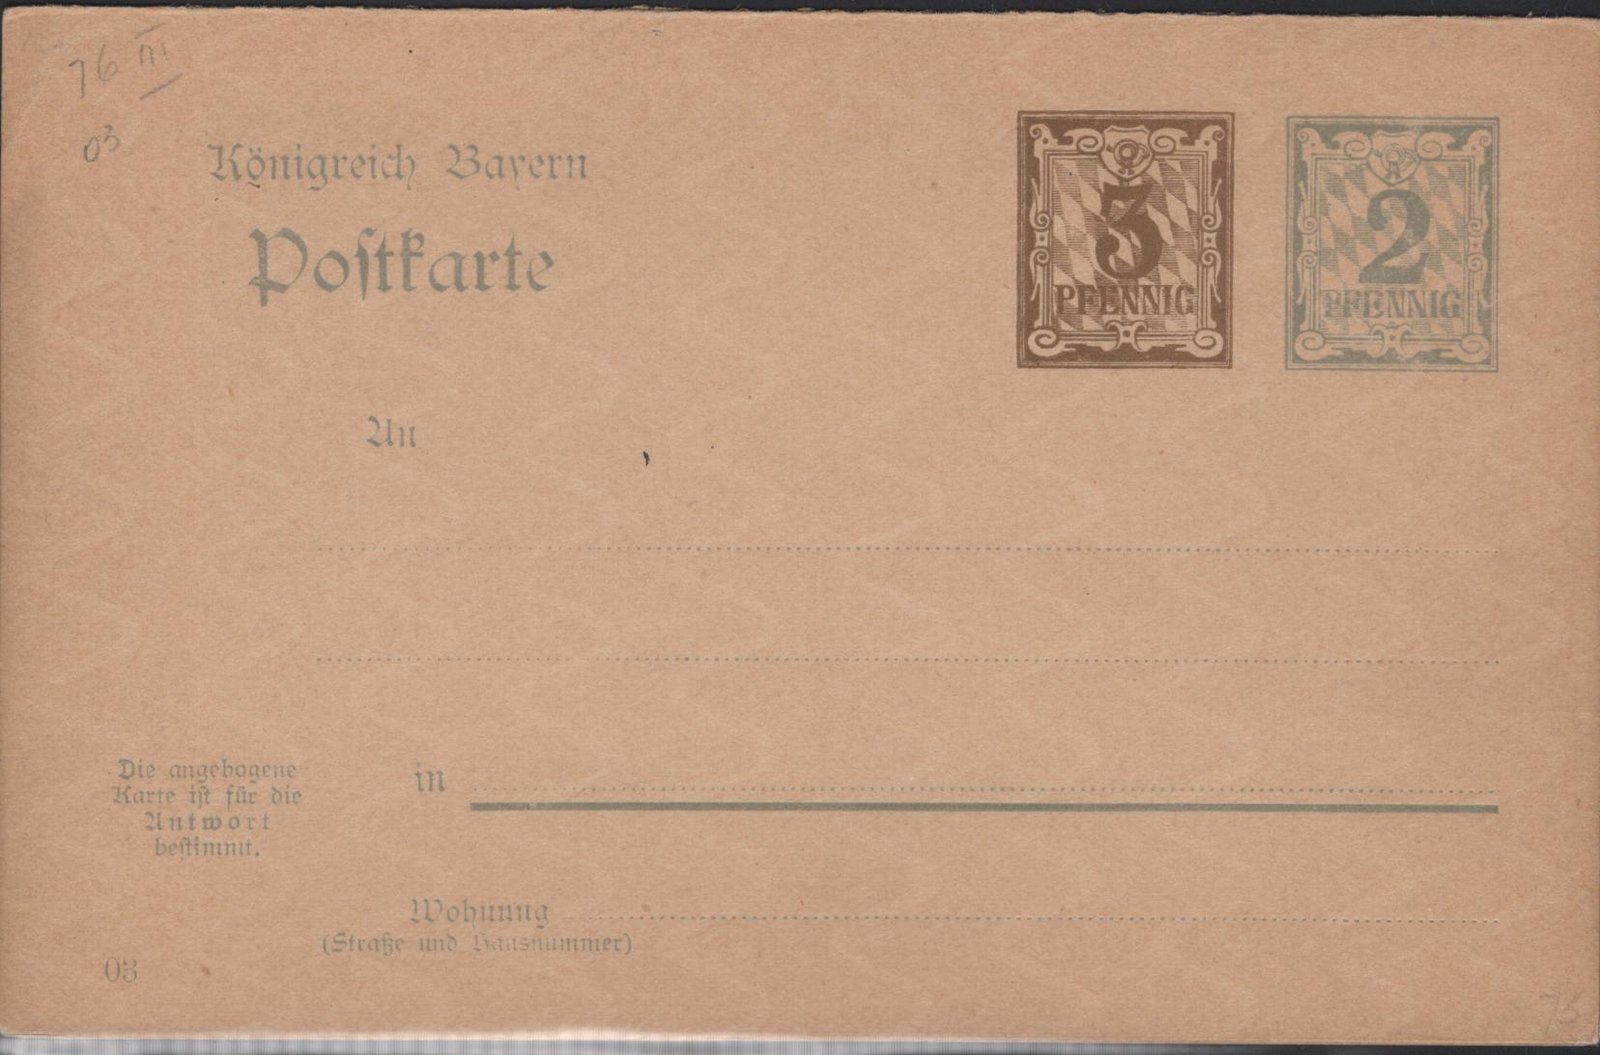 76 III
03
Königreich Bayern
Postkarte
3
PFENNIG
2
PFENNIG
An
Die angebogene
Karte ist für die
Antwort
bestimmt.
in
Wohnung
(Straße und Hausnummer)
03
75